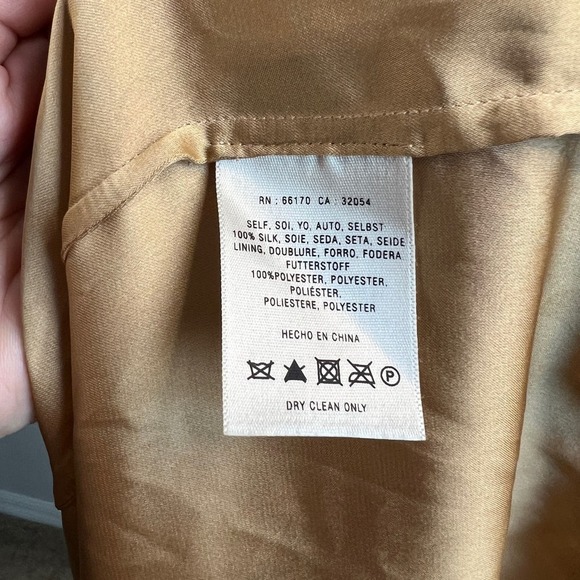 RN : 66170 CA : 32054
SELF, SOI, YO, AUTO, SELBST
100% SILK, SOIE, SEDA, SETA, SEIDE
LINING, DOUBLURE, FORRO, FODERA
FUTTERSTOFF
100%POLYESTER, POLYESTER,
POLIÉSTER,
POLIESTERE, POLYESTER
HECHO EN CHINA
P
DRY CLEAN ONLY